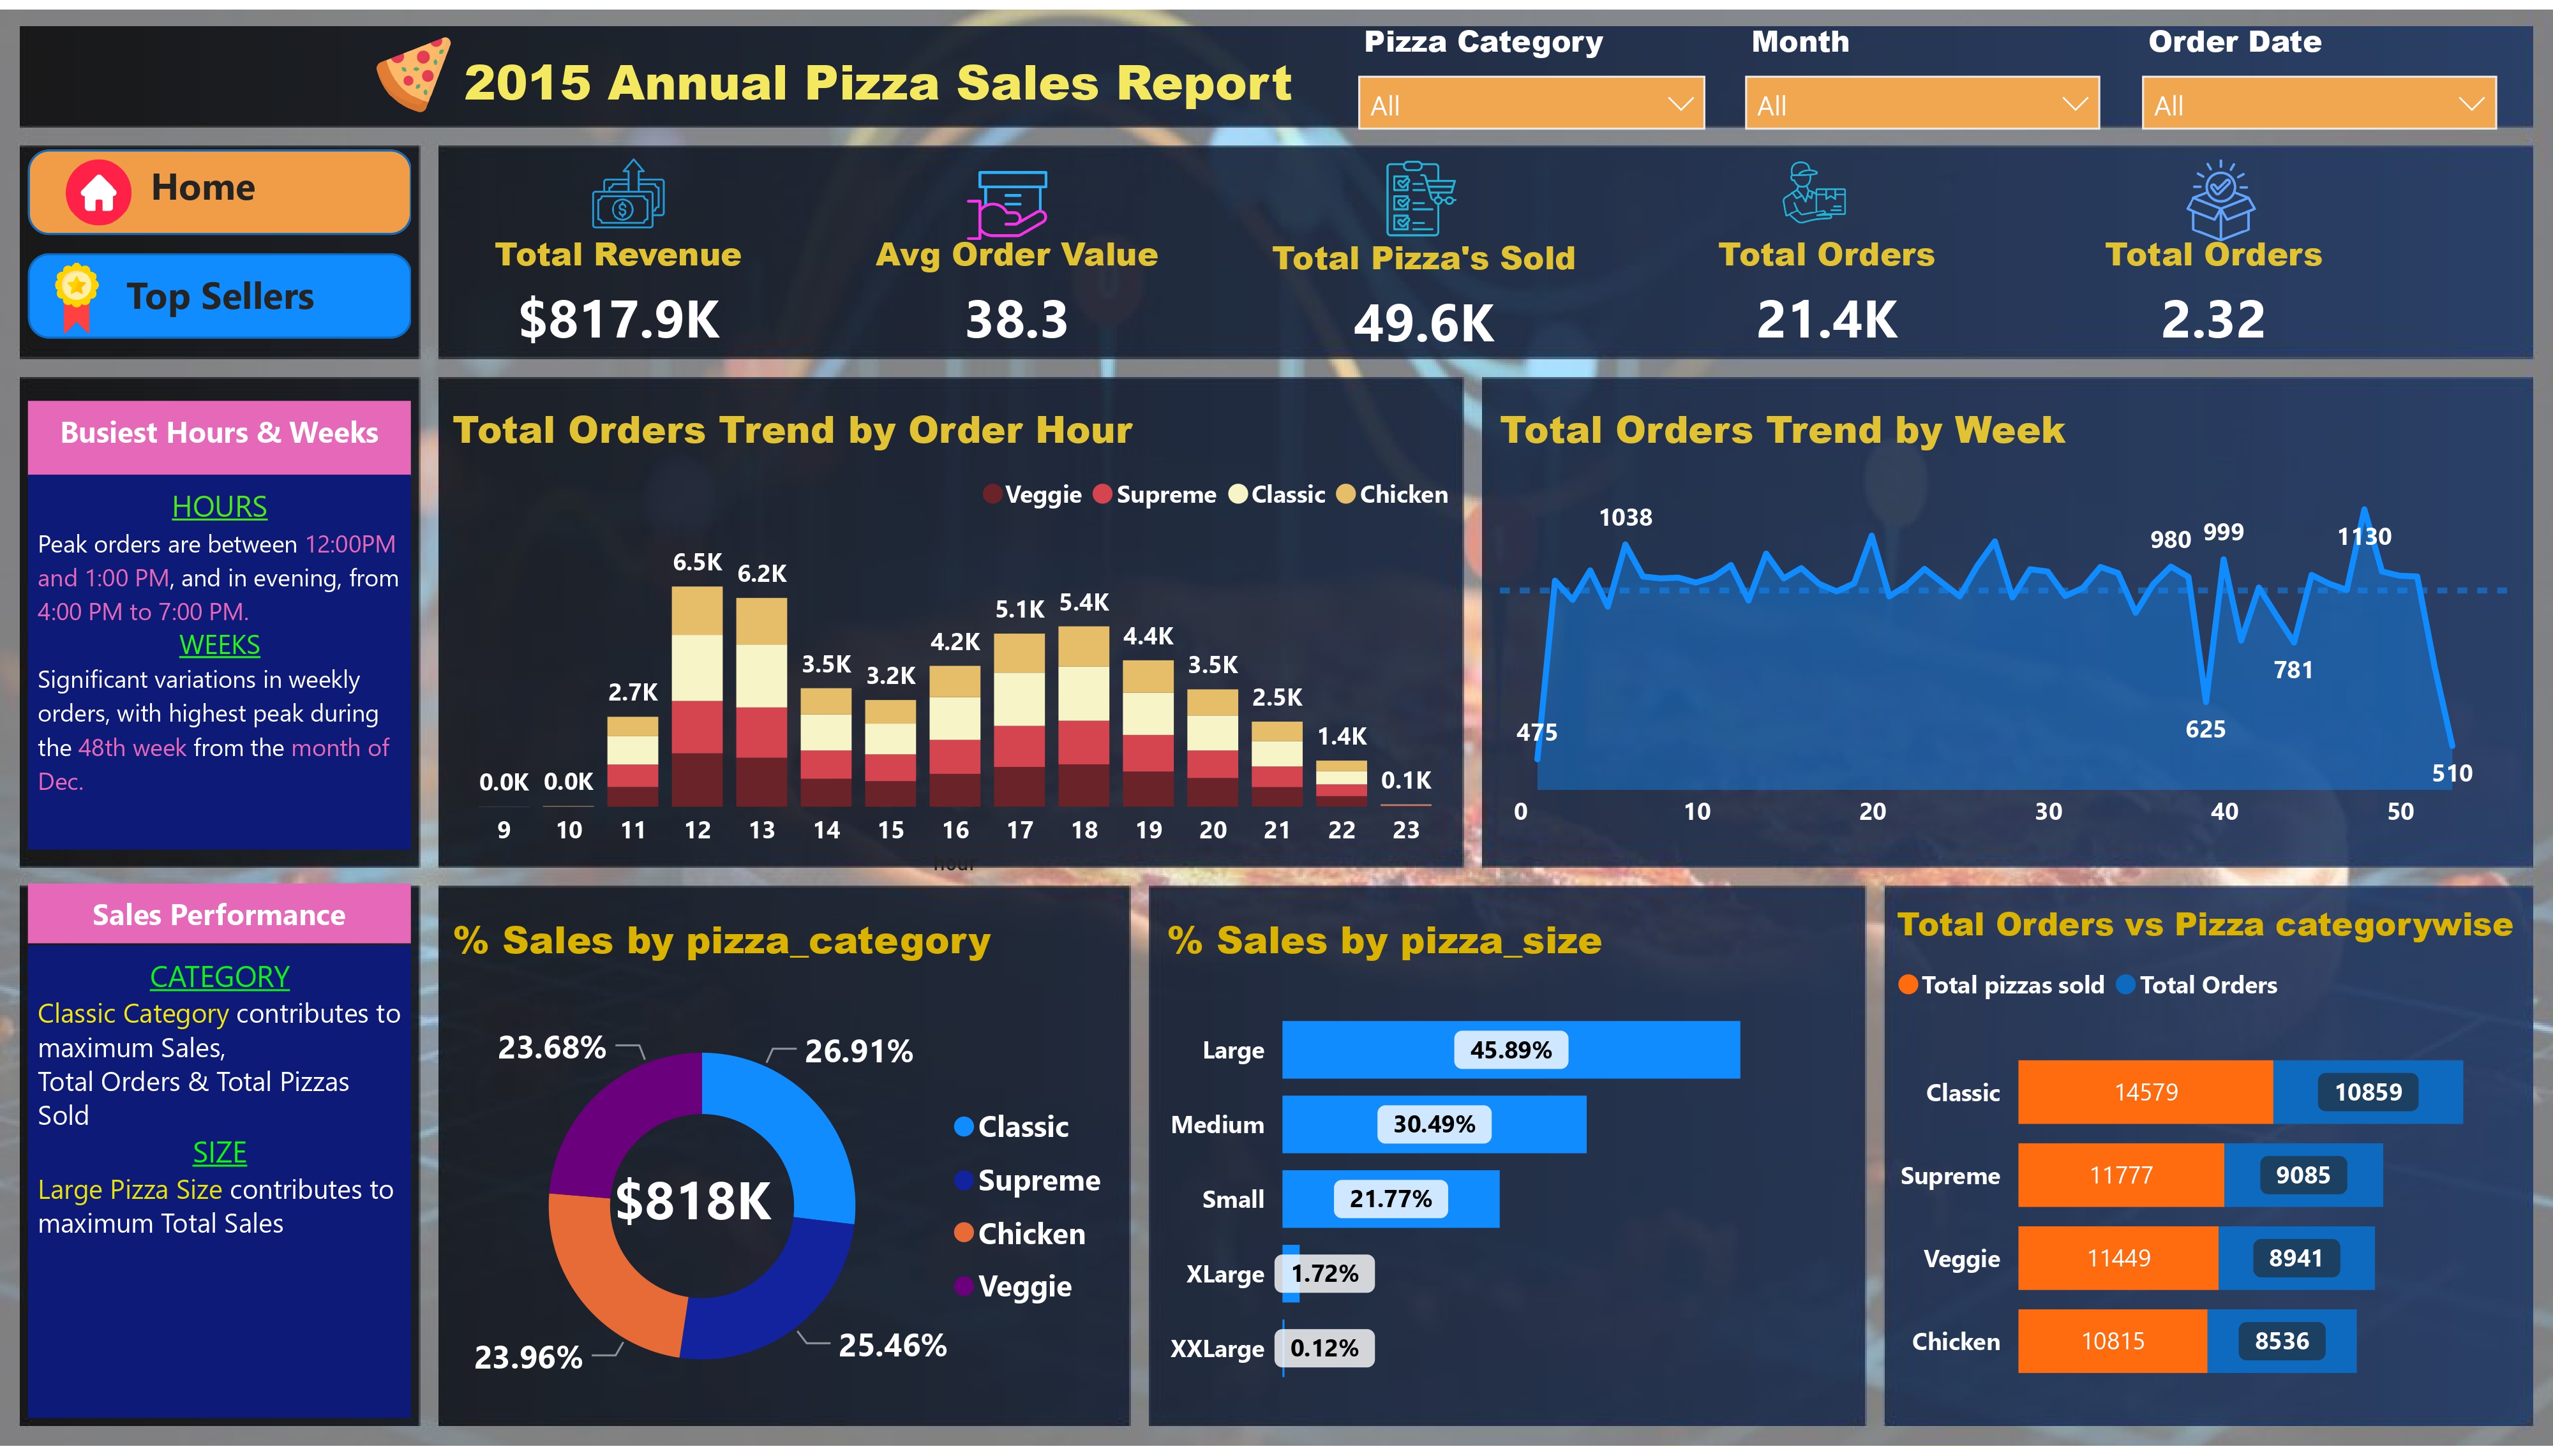 2015 Annual Pizza Sales Report
Pizza Category
Month
Order Date
All
All
All
Home
Top Sellers
Total Revenue
$817.9K
Avg Order Value
38.3
Total Pizza's Sold
49.6K
Total Orders
21.4K
Total Orders
2.32
Busiest Hours & Weeks
HOURS
Peak orders are between 12:00PM
and 1:00 PM, and in evening, from
4:00 PM to 7:00 PM.
WEEKS
Significant variations in weekly
orders, with highest peak during
the 48th week from the month of
Dec.
Total Orders Trend by Order Hour
Veggie Supreme Classic Chicken
0.0K 0.0K 2.7K 6.5K 6.2K 3.5K 3.2K 4.2K 5.1K 5.4K 4.4K 3.5K 2.5K 1.4K 0.1K
9 10 11 12 13 14 15 16 17 18 19 20 21 22 23
hour
Total Orders Trend by Week
475 1038 980 625 999 781 1130 510
0 10 20 30 40 50
Sales Performance
CATEGORY
Classic Category contributes to
maximum Sales,
Total Orders & Total Pizzas
Sold
SIZE
Large Pizza Size contributes to
maximum Total Sales
% Sales by pizza_category
23.68%
26.91%
$818K
23.96%
25.46%
Classic
Supreme
Chicken
Veggie
% Sales by pizza_size
Large 45.89%
Medium 30.49%
Small 21.77%
XLarge 1.72%
XXLarge 0.12%
Total Orders vs Pizza categorywise
Total pizzas sold Total Orders
Classic 14579 10859
Supreme 11777 9085
Veggie 11449 8941
Chicken 10815 8536